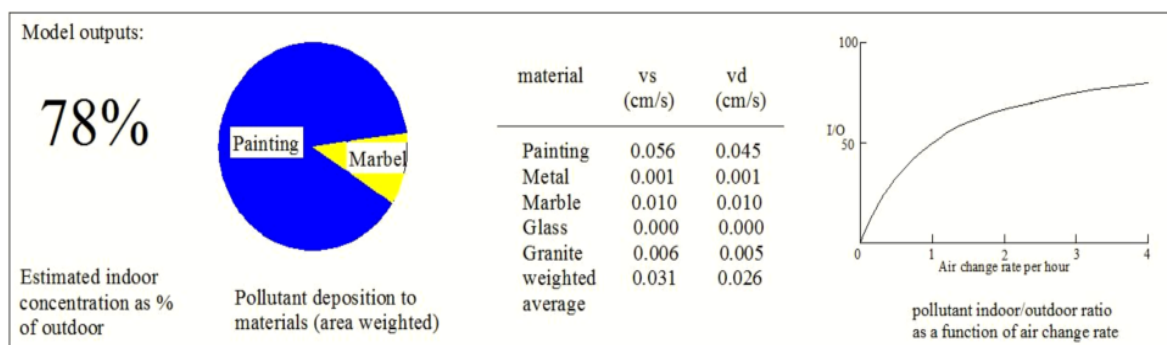 Model outputs:
78%
Estimated indoor
concentration as %
of outdoor
Painting
Marbel
Pollutant deposition to
materials (area weighted)
material vs vd
(cm/s) (cm/s)
Painting 0.056 0.045
Metal 0.001 0.001
Marble 0.010 0.010
Glass 0.000 0.000
Granite 0.006 0.005
weighted 0.031 0.026
average
100
I/O
50
0 1 2 3 4
Air change rate per hour
pollutant indoor/outdoor ratio
as a function of air change rate